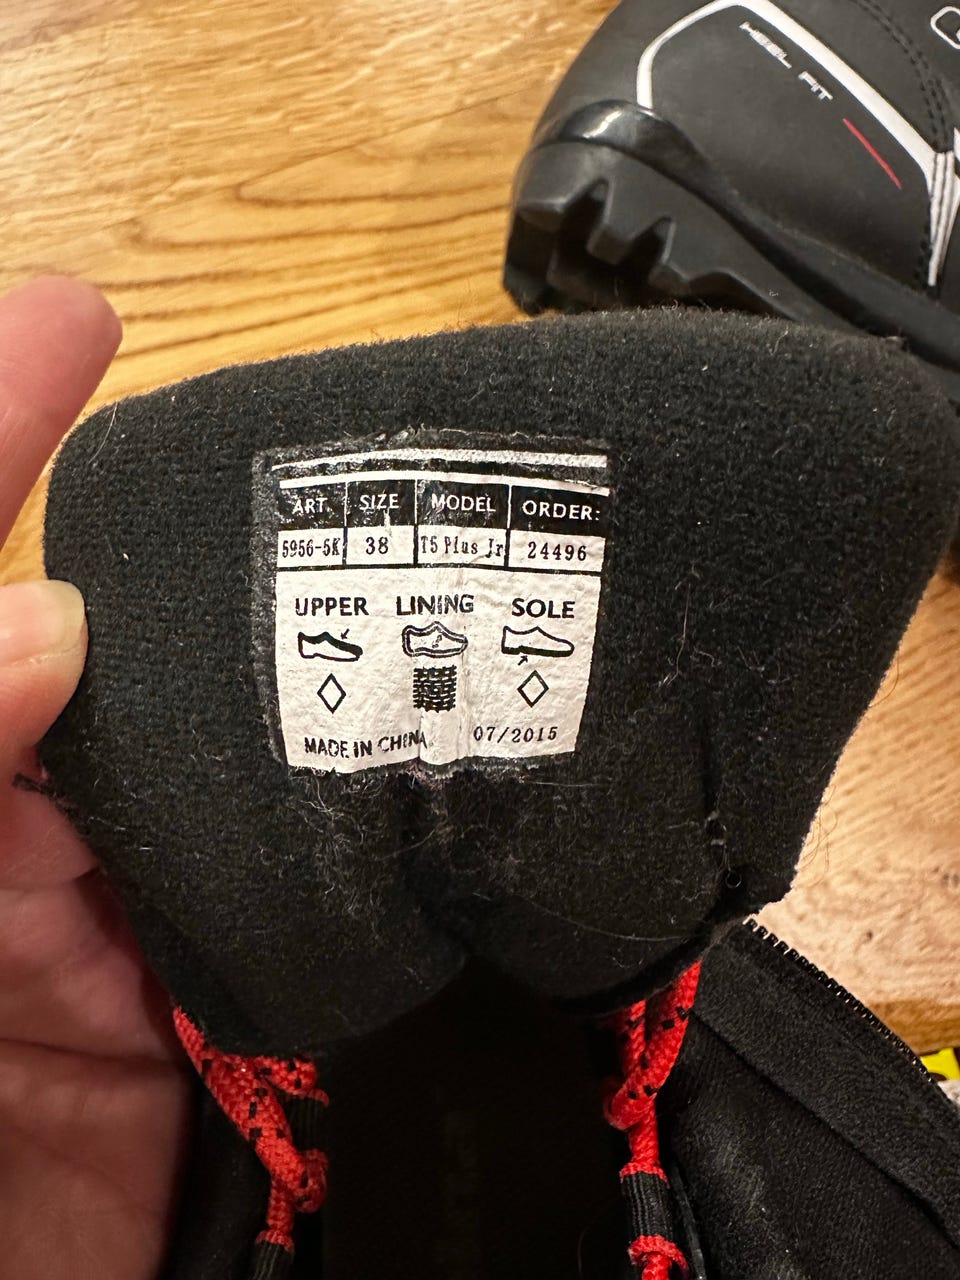 HEEL FIT
ART. SIZE MODEL ORDER:
5956-5K 38 T5 Plus Jr 24496
UPPER LINING SOLE
MADE IN CHINA 07/2015